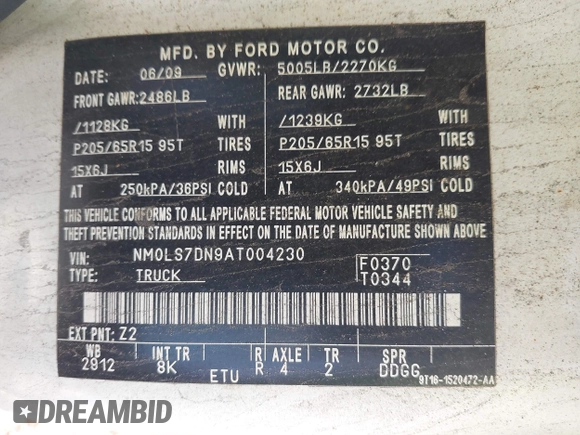 MFD. BY FORD MOTOR CO.
DATE: 06/09 GVWR: 5005LB/2270KG
FRONT GAWR: 2486LB REAR GAWR: 2732LB
/1128KG WITH /1239KG WITH
P205/65R15 95T TIRES P205/65R15 95T TIRES
15X6J RIMS 15X6J RIMS
AT 250kPA/36PSI COLD AT 340kPA/49PSI COLD
THIS VEHICLE CONFORMS TO ALL APPLICABLE FEDERAL MOTOR VEHICLE SAFETY AND
THEFT PREVENTION STANDARDS IN EFFECT ON THE DATE OF MANUFACTURE SHOWN ABOVE.
VIN: NM0LS7DN9AT004230 F0370
TYPE: TRUCK T0344
EXT PNT: Z2
WB INT TR R AXLE TR SPR
2912 8K R 4 2 DDGG
ETU
9T16-1520472-AA
DREAMBID